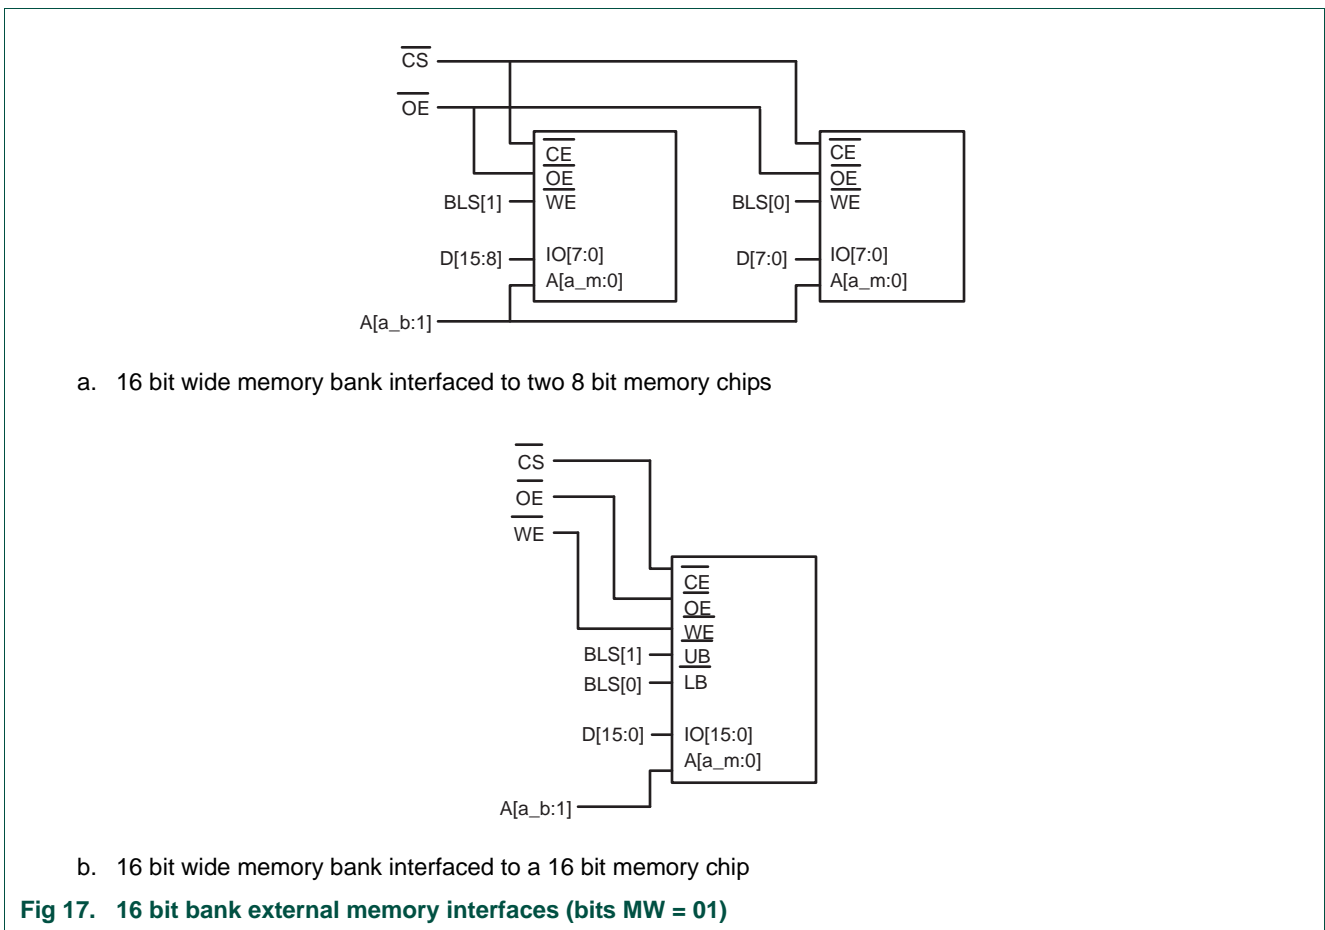 CS
OE
CE
OE
BLS[1] WE
D[15:8] IO[7:0]
A[a_m:0]
CE
OE
BLS[0] WE
D[7:0] IO[7:0]
A[a_m:0]
A[a_b:1]
a. 16 bit wide memory bank interfaced to two 8 bit memory chips
CS
OE
WE
CE
OE
WE
BLS[1] UB
BLS[0] LB
D[15:0] IO[15:0]
A[a_m:0]
A[a_b:1]
b. 16 bit wide memory bank interfaced to a 16 bit memory chip
Fig 17. 16 bit bank external memory interfaces (bits MW = 01)